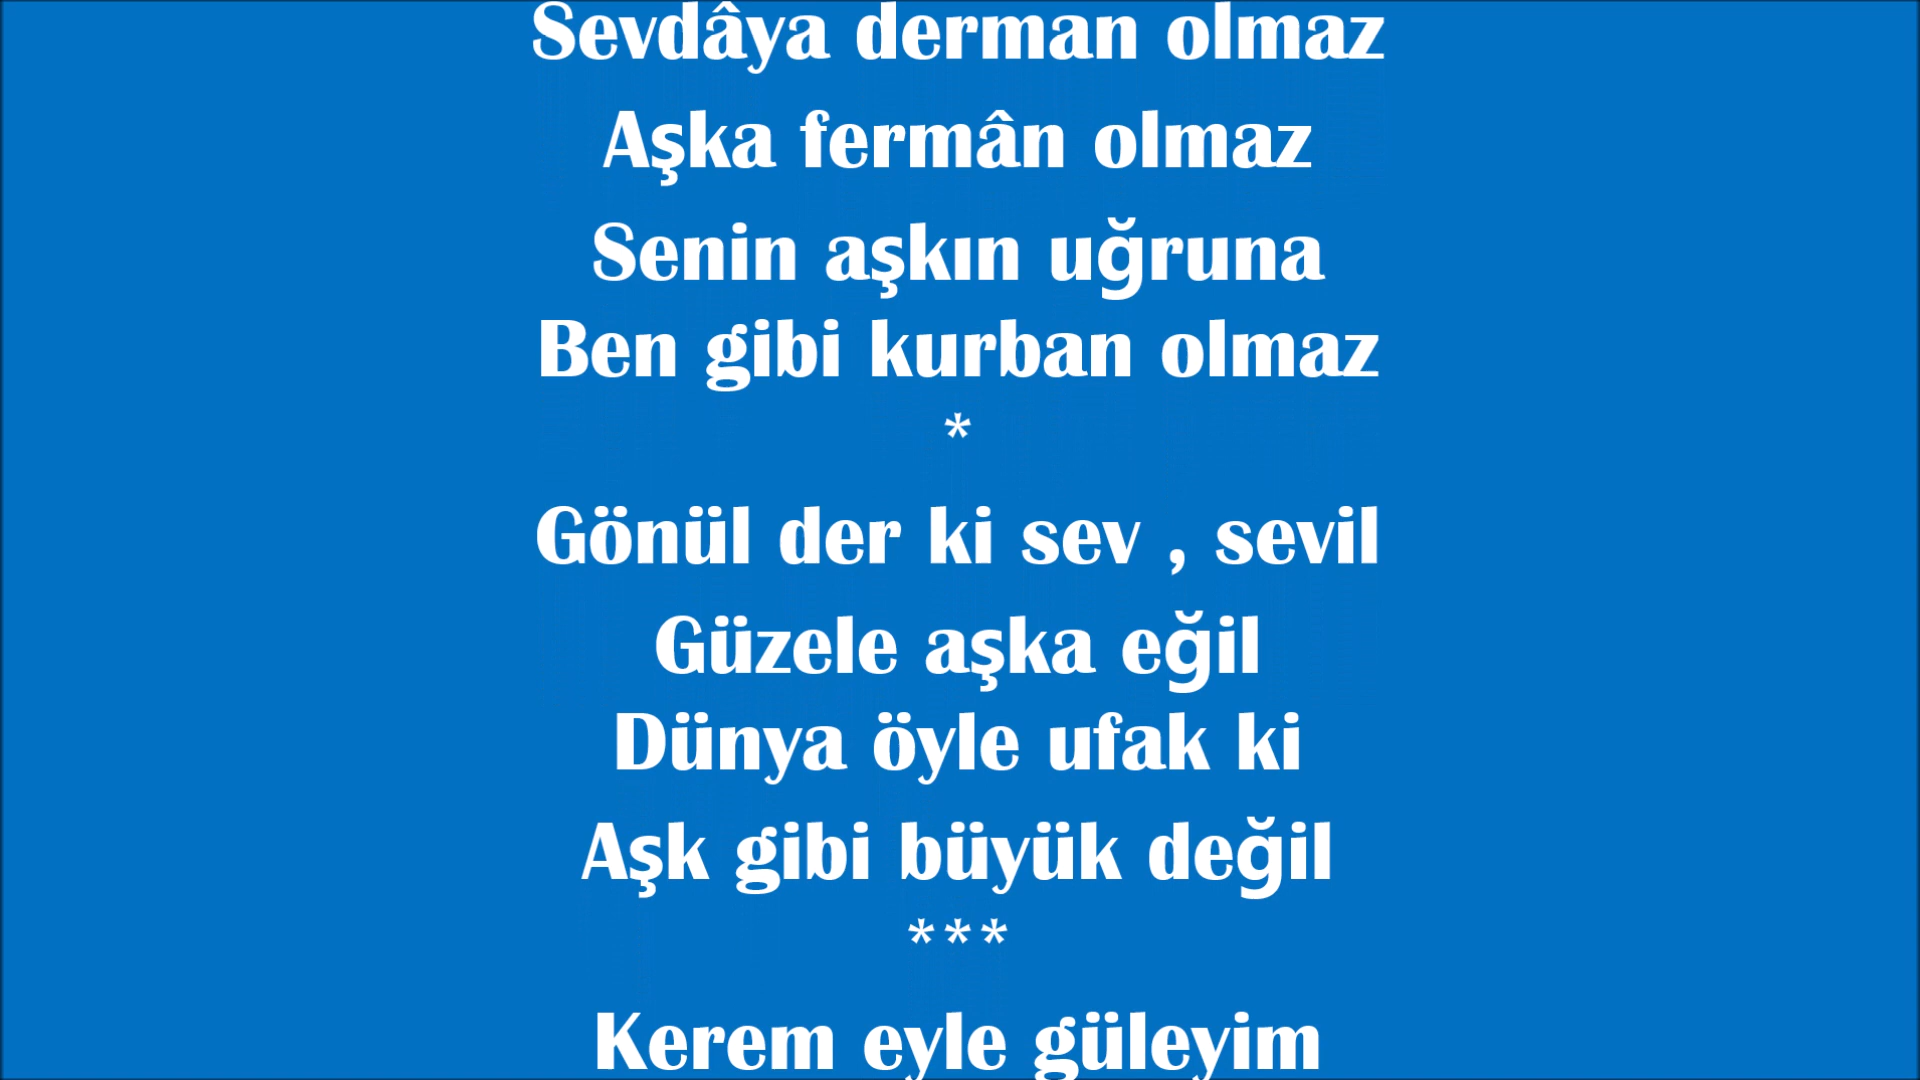 Sevdâya derman olmaz
Aşka fermân olmaz
Senin aşkın uğruna
Ben gibi kurban olmaz
*
Gönül der ki sev , sevil
Güzele aşka eğil
Dünya öyle ufak ki
Aşk gibi büyük değil
***
Kerem eyle güleyim